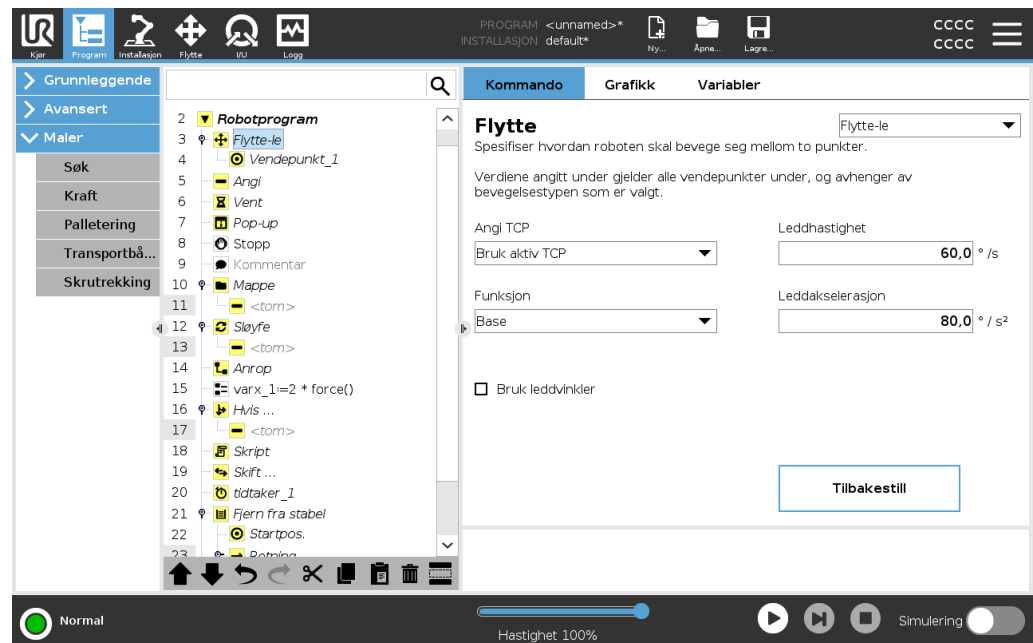 UR
Kjør
Program
Installasjon
Flytte
I/U
Logg
PROGRAM <unnamed>*
INSTALLASJON default*
Ny...
Åpne...
Lagre...
CCCC
CCCC
Grunnleggende
Avansert
Maler
Søk
Kraft
Palletering
Transportbå...
Skrutrekking
2 Robotprogram
3 Flytte-le
4 Vendepunkt_1
5 Angi
6 Vent
7 Pop-up
8 Stopp
9 Kommentar
10 Mappe
11 <tom>
12 Sløyfe
13 <tom>
14 Anrop
15 varx_1:=2 * force()
16 Hvis ...
17 <tom>
18 Skript
19 Skift ...
20 tidtaker_1
21 Fjern fra stabel
22 Startpos.
23 Retning
Kommando
Grafikk
Variabler
Flytte
Flytte-le
Spesifiser hvordan roboten skal bevege seg mellom to punkter.
Verdiene angitt under gjelder alle vendepunkter under, og avhenger av
bevegelsestypen som er valgt.
Angi TCP
Leddhastighet
Bruk aktiv TCP
60,0 ° /s
Funksjon
Leddakselerasjon
Base
80,0 ° / s²
Bruk leddvinkler
Tilbakestill
Normal
Hastighet 100%
Simulering